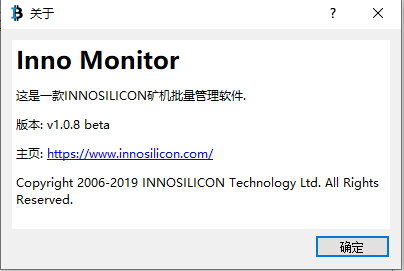 关于
?
Inno Monitor
这是一款INNOSILICON矿机批量管理软件.
版本: v1.0.8 beta
主页: https://www.innosilicon.com/
Copyright 2006-2019 INNOSILICON Technology Ltd. All Rights
Reserved.
确定